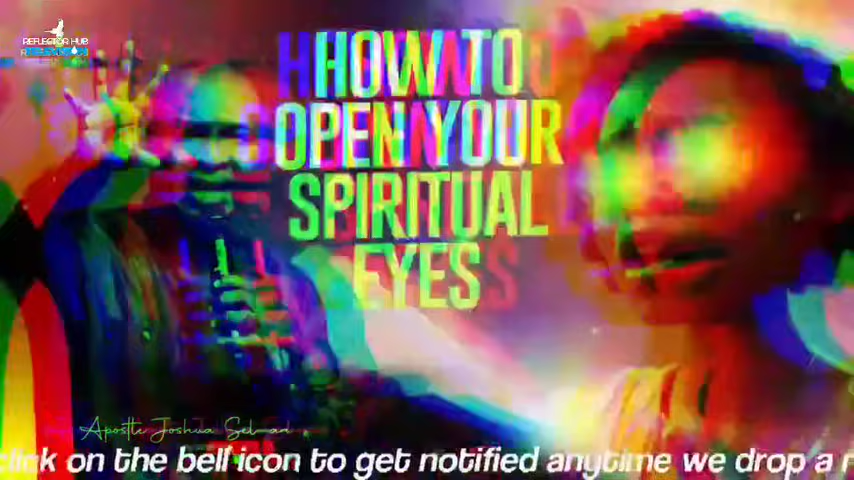 REFLECTOR HUB
HOW TO
OPEN YOUR
SPIRITUAL
EYES
Apostle Joshua Selman
click on the bell icon to get notified anytime we drop a